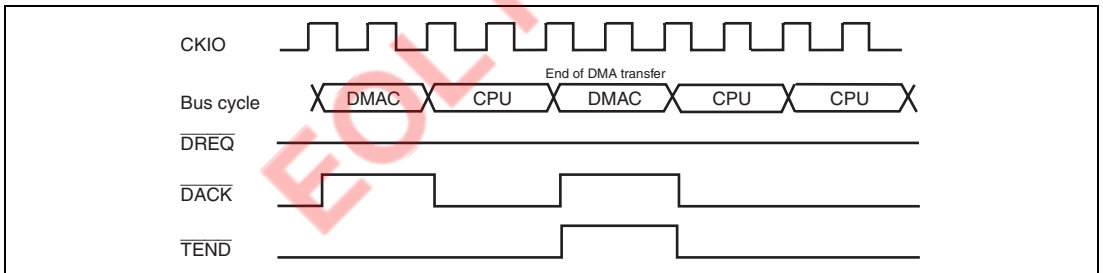 CKIO
End of DMA transfer
Bus cycle DMAC CPU DMAC CPU CPU
DREQ
DACK
TEND